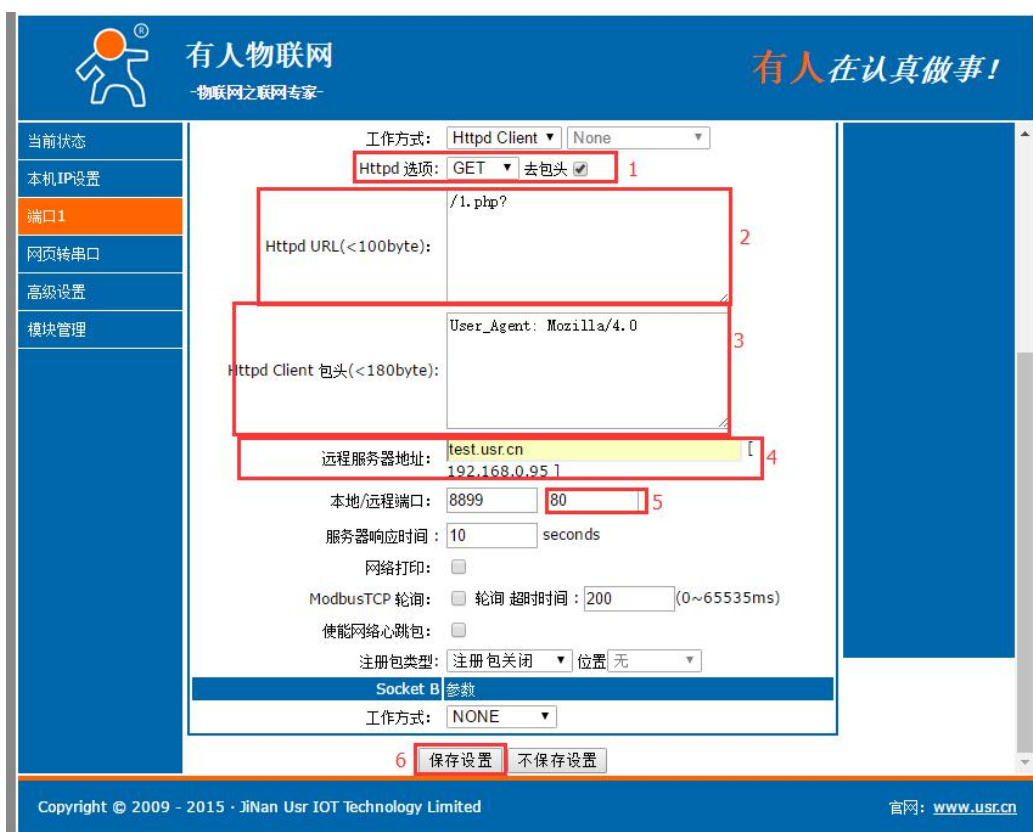 ®
有人物联网
-物联网之联网专家-
有人在认真做事!
当前状态
本机IP设置
端口1
网页转串口
高级设置
模块管理
工作方式: Httpd Client None
Httpd 选项: GET 去包头 1
/1.php?
Httpd URL(<100byte): 2
User_Agent: Mozilla/4.0
3
Httpd Client 包头(<180byte):
test.usr.cn [
远程服务器地址: 4
192.168.0.95 ]
本地/远程端口: 8899 80 5
服务器响应时间 : 10 seconds
网络打印:
ModbusTCP 轮询: 轮询 超时时间 : 200 (0~65535ms)
使能网络心跳包:
注册包类型: 注册包关闭 位置 无
Socket B 参数
工作方式: NONE
6 保存设置 不保存设置
Copyright © 2009 - 2015 · JiNan Usr IOT Technology Limited 官网: www.usr.cn